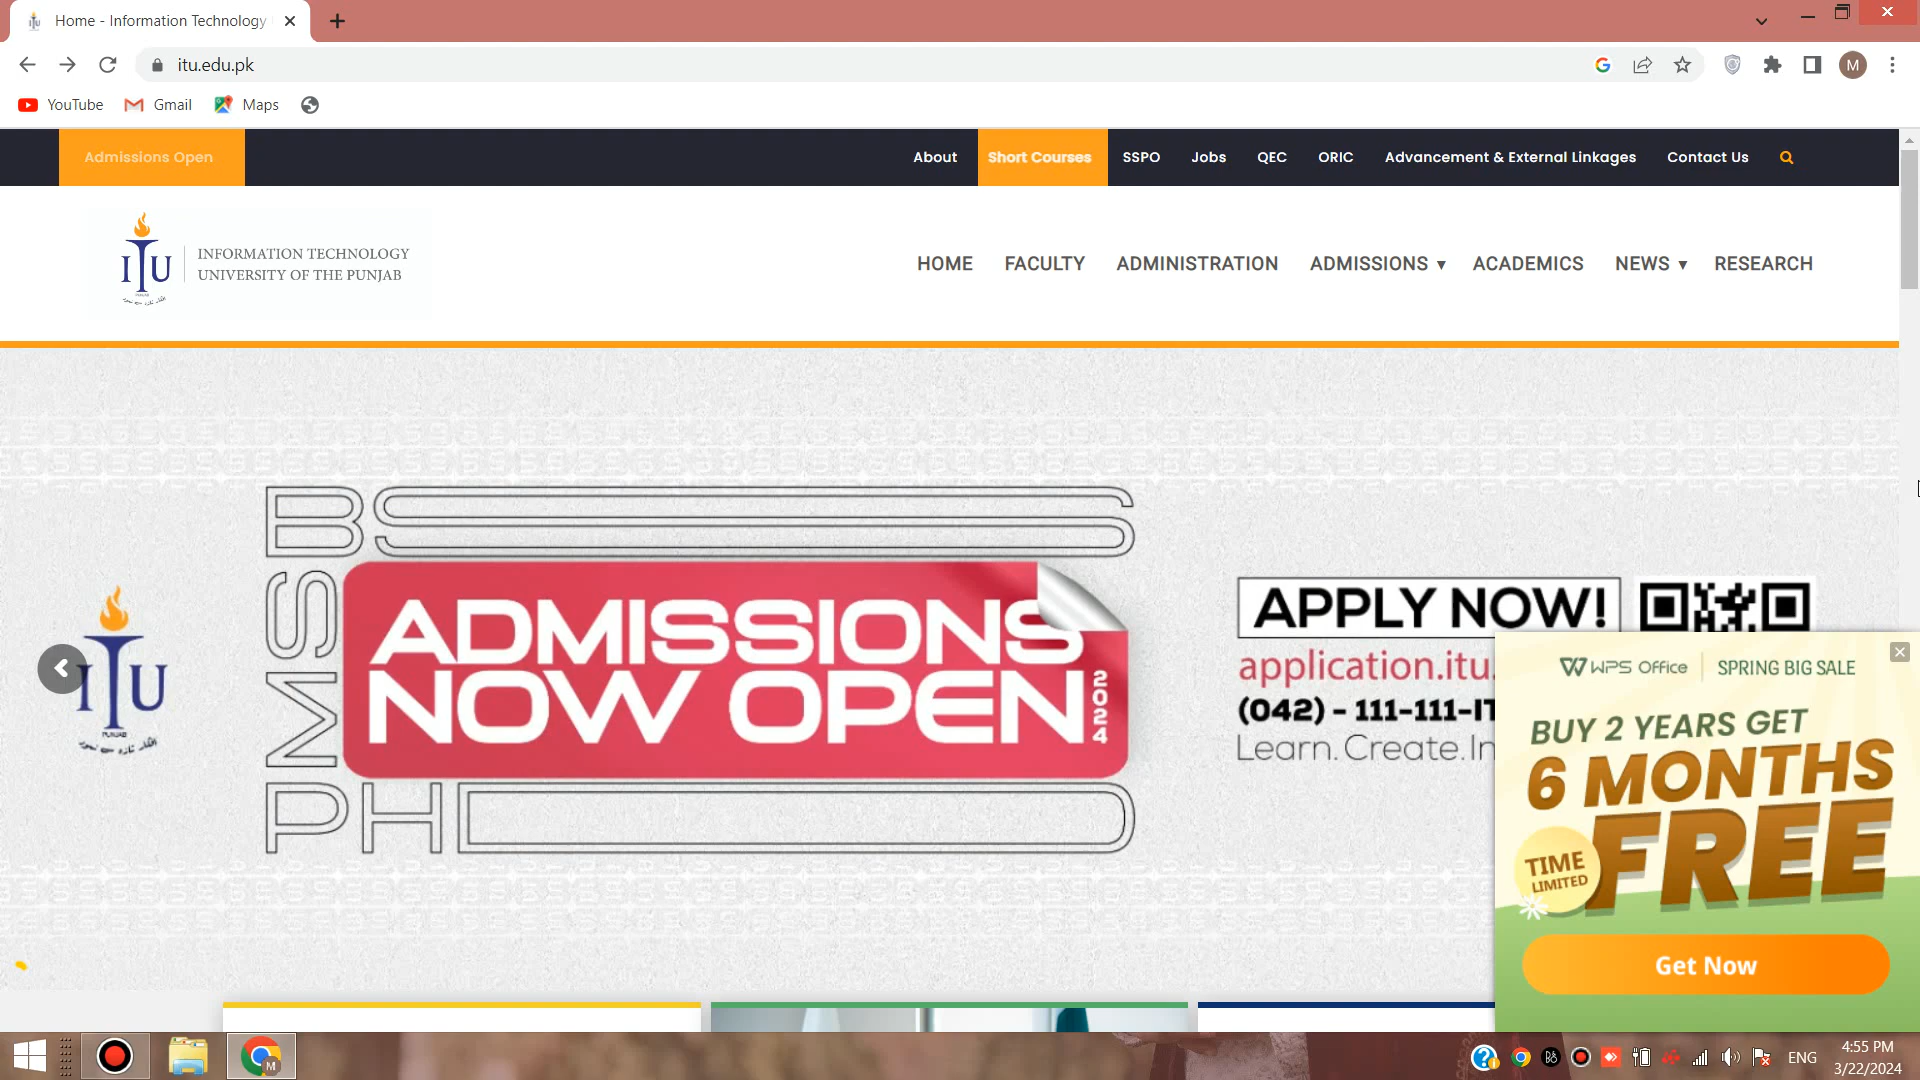 Home - Information Technology
itu.edu.pk
M
YouTube
Gmail
Maps
Admissions Open
About
Short Courses
SSPO
Jobs
QEC
ORIC
Advancement & External Linkages
Contact Us
ITU
INFORMATION TECHNOLOGY
UNIVERSITY OF THE PUNJAB
HOME
FACULTY
ADMINISTRATION
ADMISSIONS ▼
ACADEMICS
NEWS ▼
RESEARCH
ITU
PUNJAB
BS
MS
PHD
ADMISSIONS
NOW OPEN
2024
APPLY NOW!
application.itu.
(042) - 111-111-IT
Learn.Create.In
WPS Office
SPRING BIG SALE
BUY 2 YEARS GET
6 MONTHS
FREE
TIME
LIMITED
Get Now
M
ENG
4:55 PM
3/22/2024